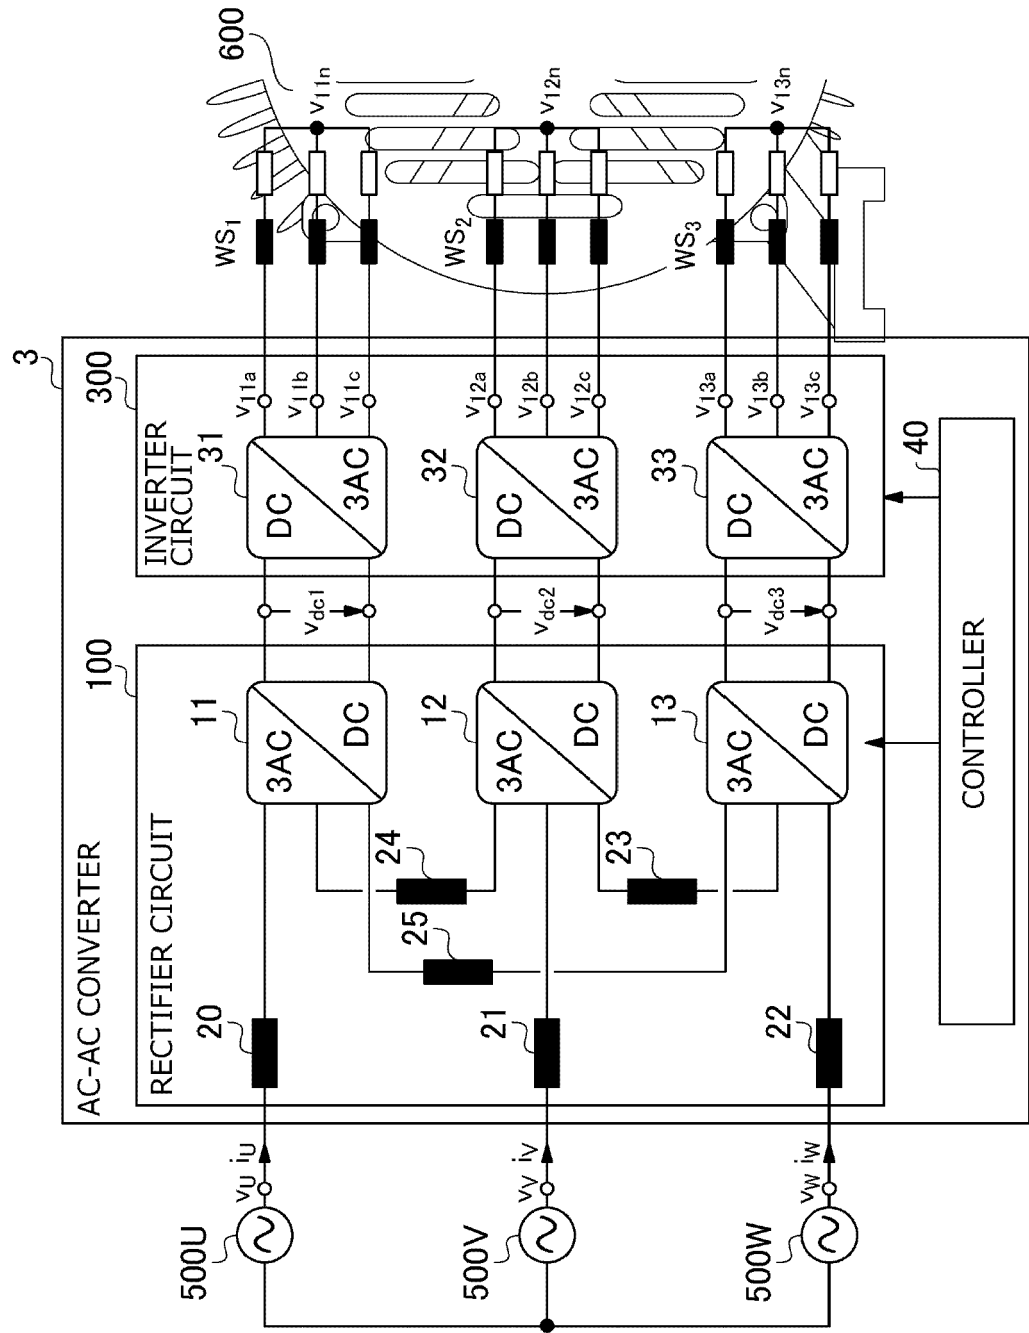 AC-AC CONVERTER
3
RECTIFIER CIRCUIT
100
INVERTER
CIRCUIT
300
600
500U
vU iU
20
11
3AC
DC
vdc1
31
DC
3AC
v11a
v11b
v11c
WS1
v11n
25
24
500V
vV iV
21
12
3AC
DC
vdc2
32
DC
3AC
v12a
v12b
v12c
WS2
v12n
23
500W
vW iW
22
13
3AC
DC
vdc3
33
DC
3AC
v13a
v13b
v13c
WS3
v13n
CONTROLLER
40